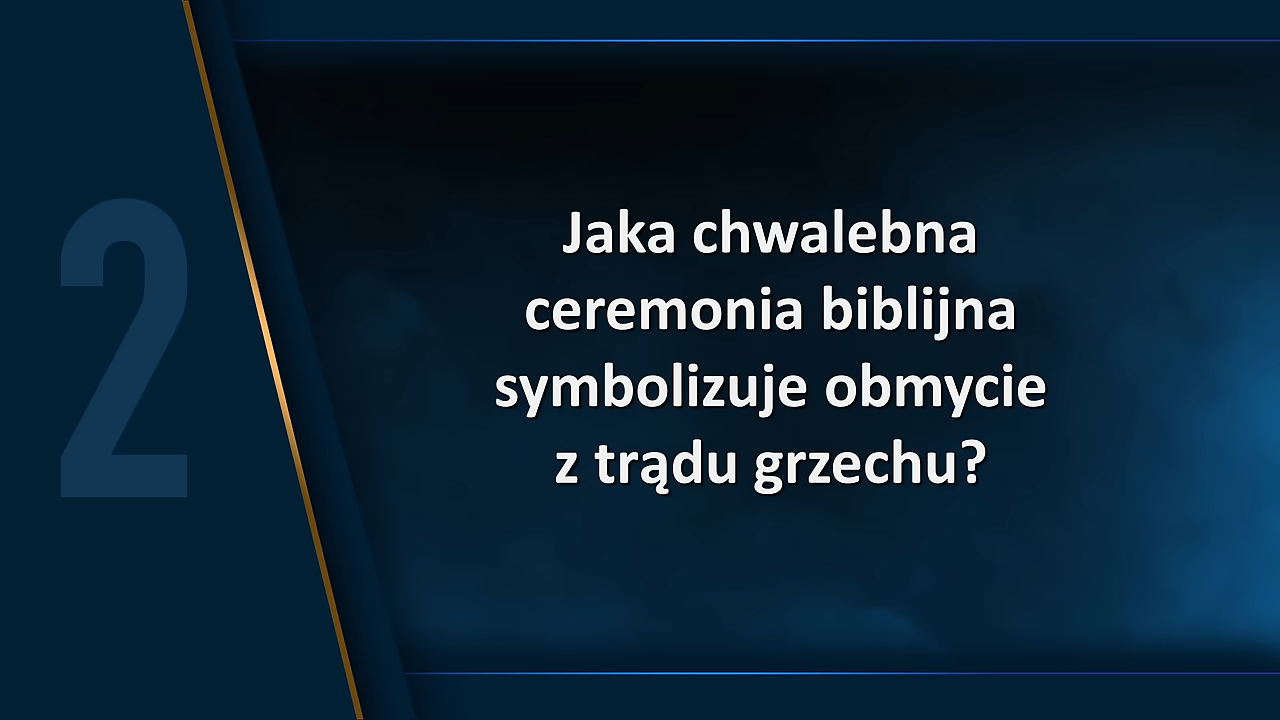 2
Jaka chwalebna
ceremonia biblijna
symbolizuje obmycie
z trądu grzechu?